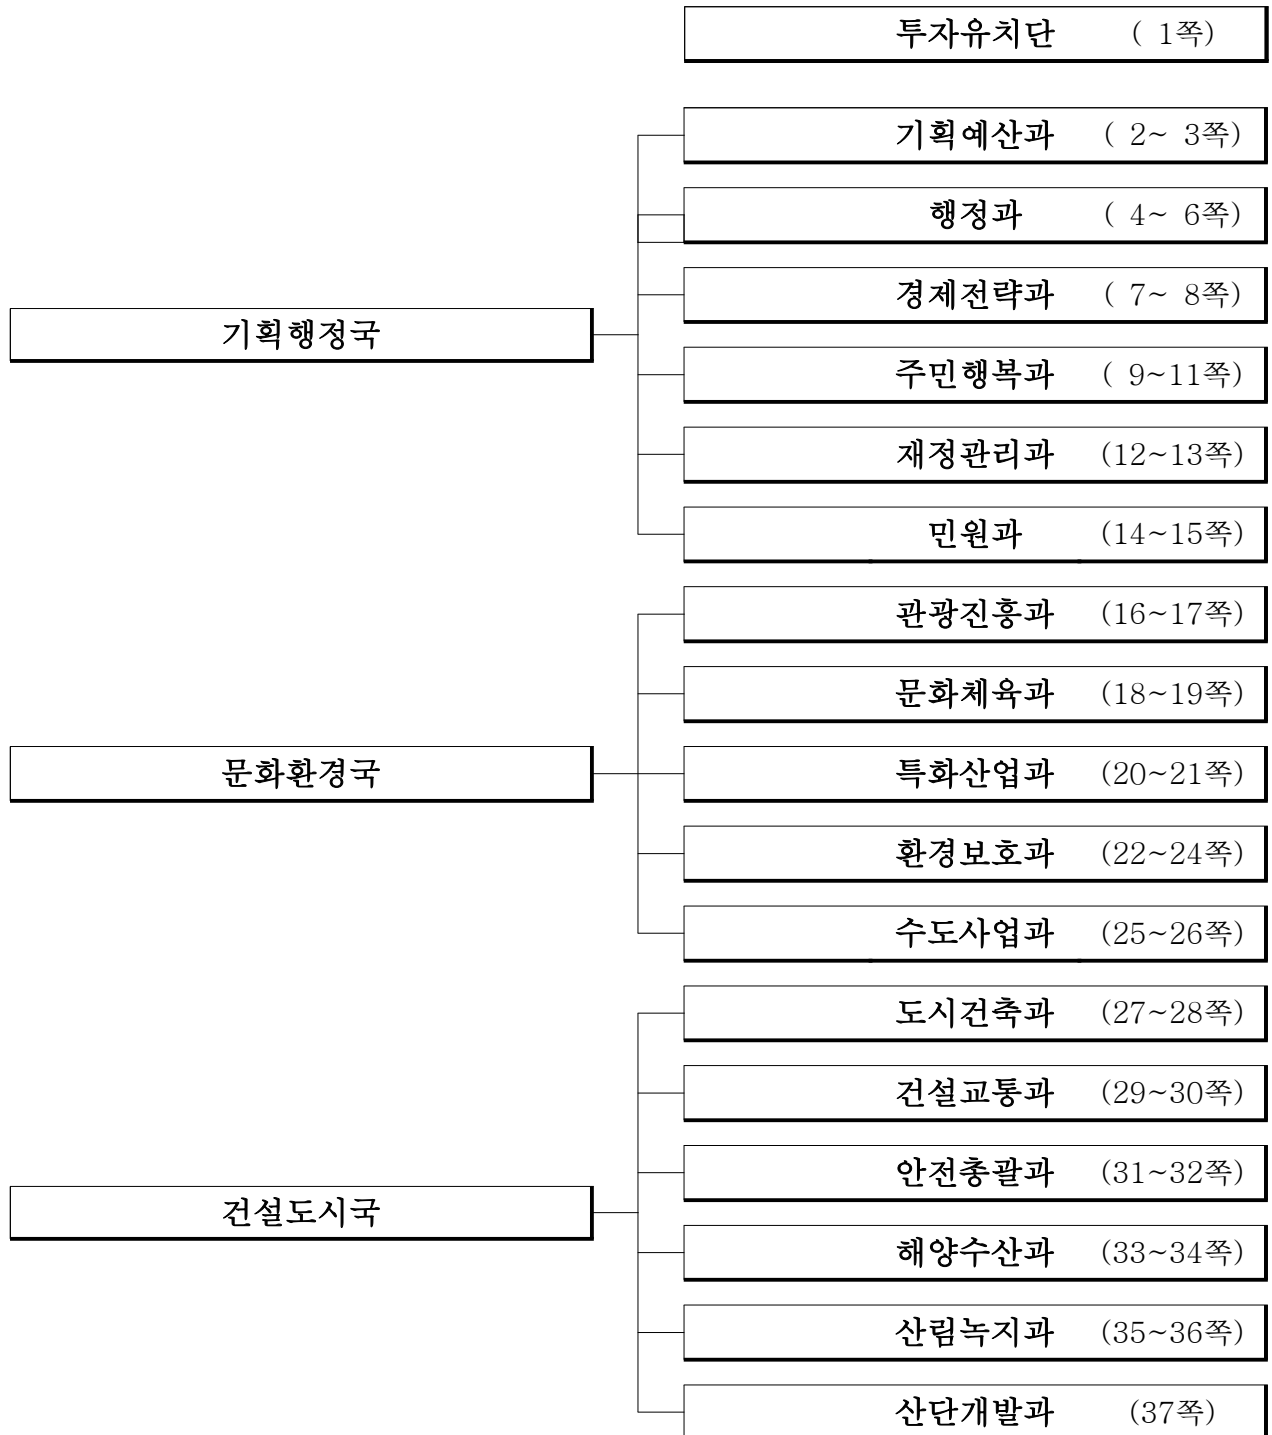 투자유치단 ( 1쪽)
기획행정국
기획예산과 ( 2~ 3쪽)
행정과 ( 4~ 6쪽)
경제전략과 ( 7~ 8쪽)
주민행복과 ( 9~11쪽)
재정관리과 (12~13쪽)
민원과 (14~15쪽)
문화환경국
관광진흥과 (16~17쪽)
문화체육과 (18~19쪽)
특화산업과 (20~21쪽)
환경보호과 (22~24쪽)
수도사업과 (25~26쪽)
건설도시국
도시건축과 (27~28쪽)
건설교통과 (29~30쪽)
안전총괄과 (31~32쪽)
해양수산과 (33~34쪽)
산림녹지과 (35~36쪽)
산단개발과 (37쪽)